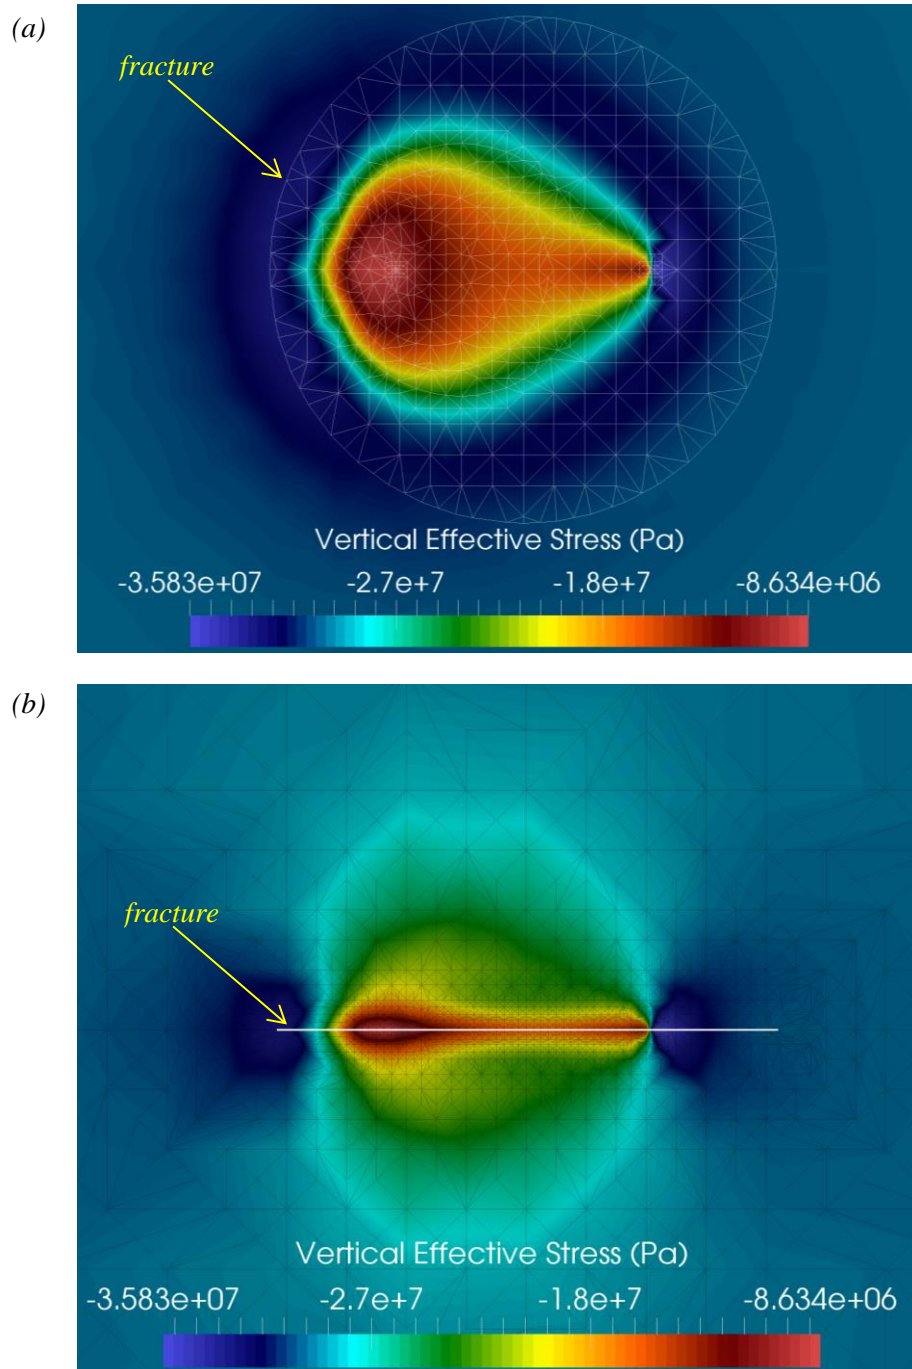 (a)
fracture
Vertical Effective Stress (Pa)
-3.583e+07 -2.7e+7 -1.8e+7 -8.634e+06
(b)
fracture
Vertical Effective Stress (Pa)
-3.583e+07 -2.7e+7 -1.8e+7 -8.634e+06